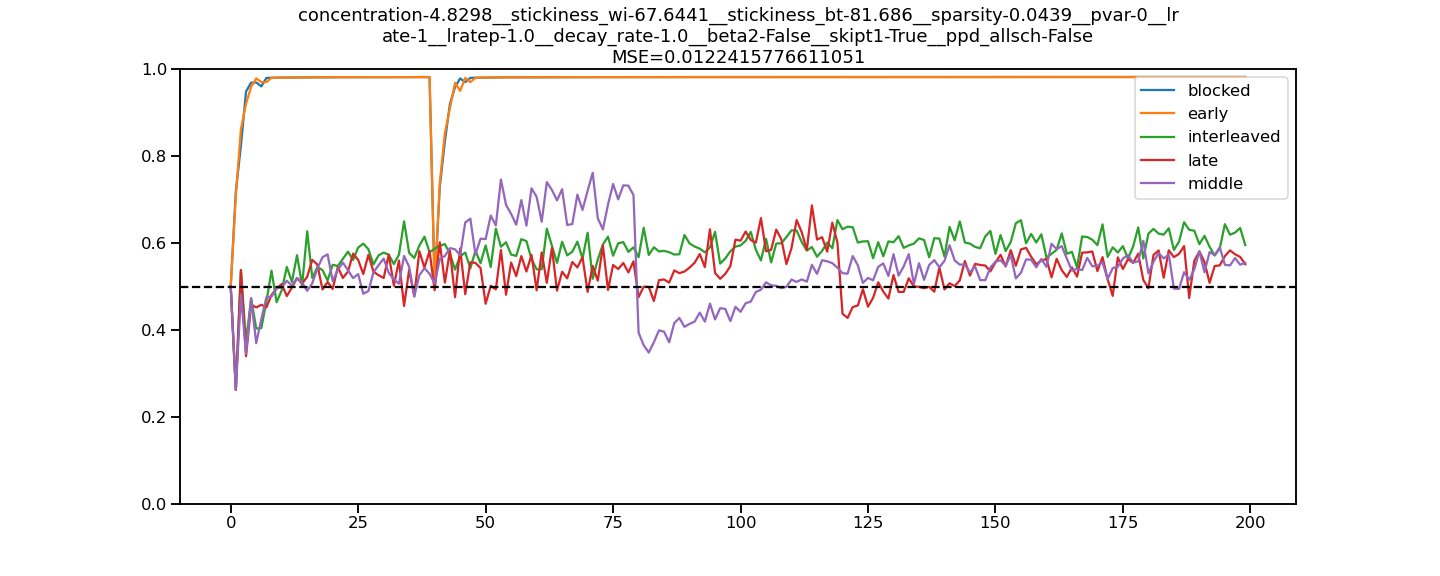 concentration-4.8298__stickiness_wi-67.6441__stickiness_bt-81.686__sparsity-0.0439__pvar-0__lr
ate-1__lratep-1.0__decay_rate-1.0__beta2-False__skipt1-True__ppd_allsch-False
MSE=0.0122415776611051
1.0
0.8
0.6
0.4
0.2
0.0
blocked
early
interleaved
late
middle
0 25 50 75 100 125 150 175 200